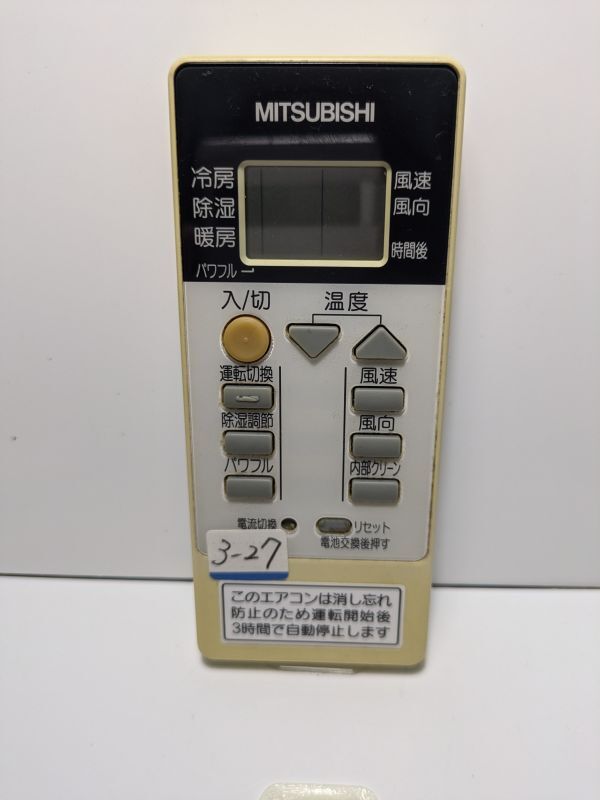 MITSUBISHI
冷房
風速
除湿
風向
暖房
時間後
パワフル
入/切
温度
運転切換
風速
除湿調節
風向
パワフル
内部クリーン
電流切換
リセット
電池交換後押す
3-27
このエアコンは消し忘れ
防止のため運転開始後
3時間で自動停止します